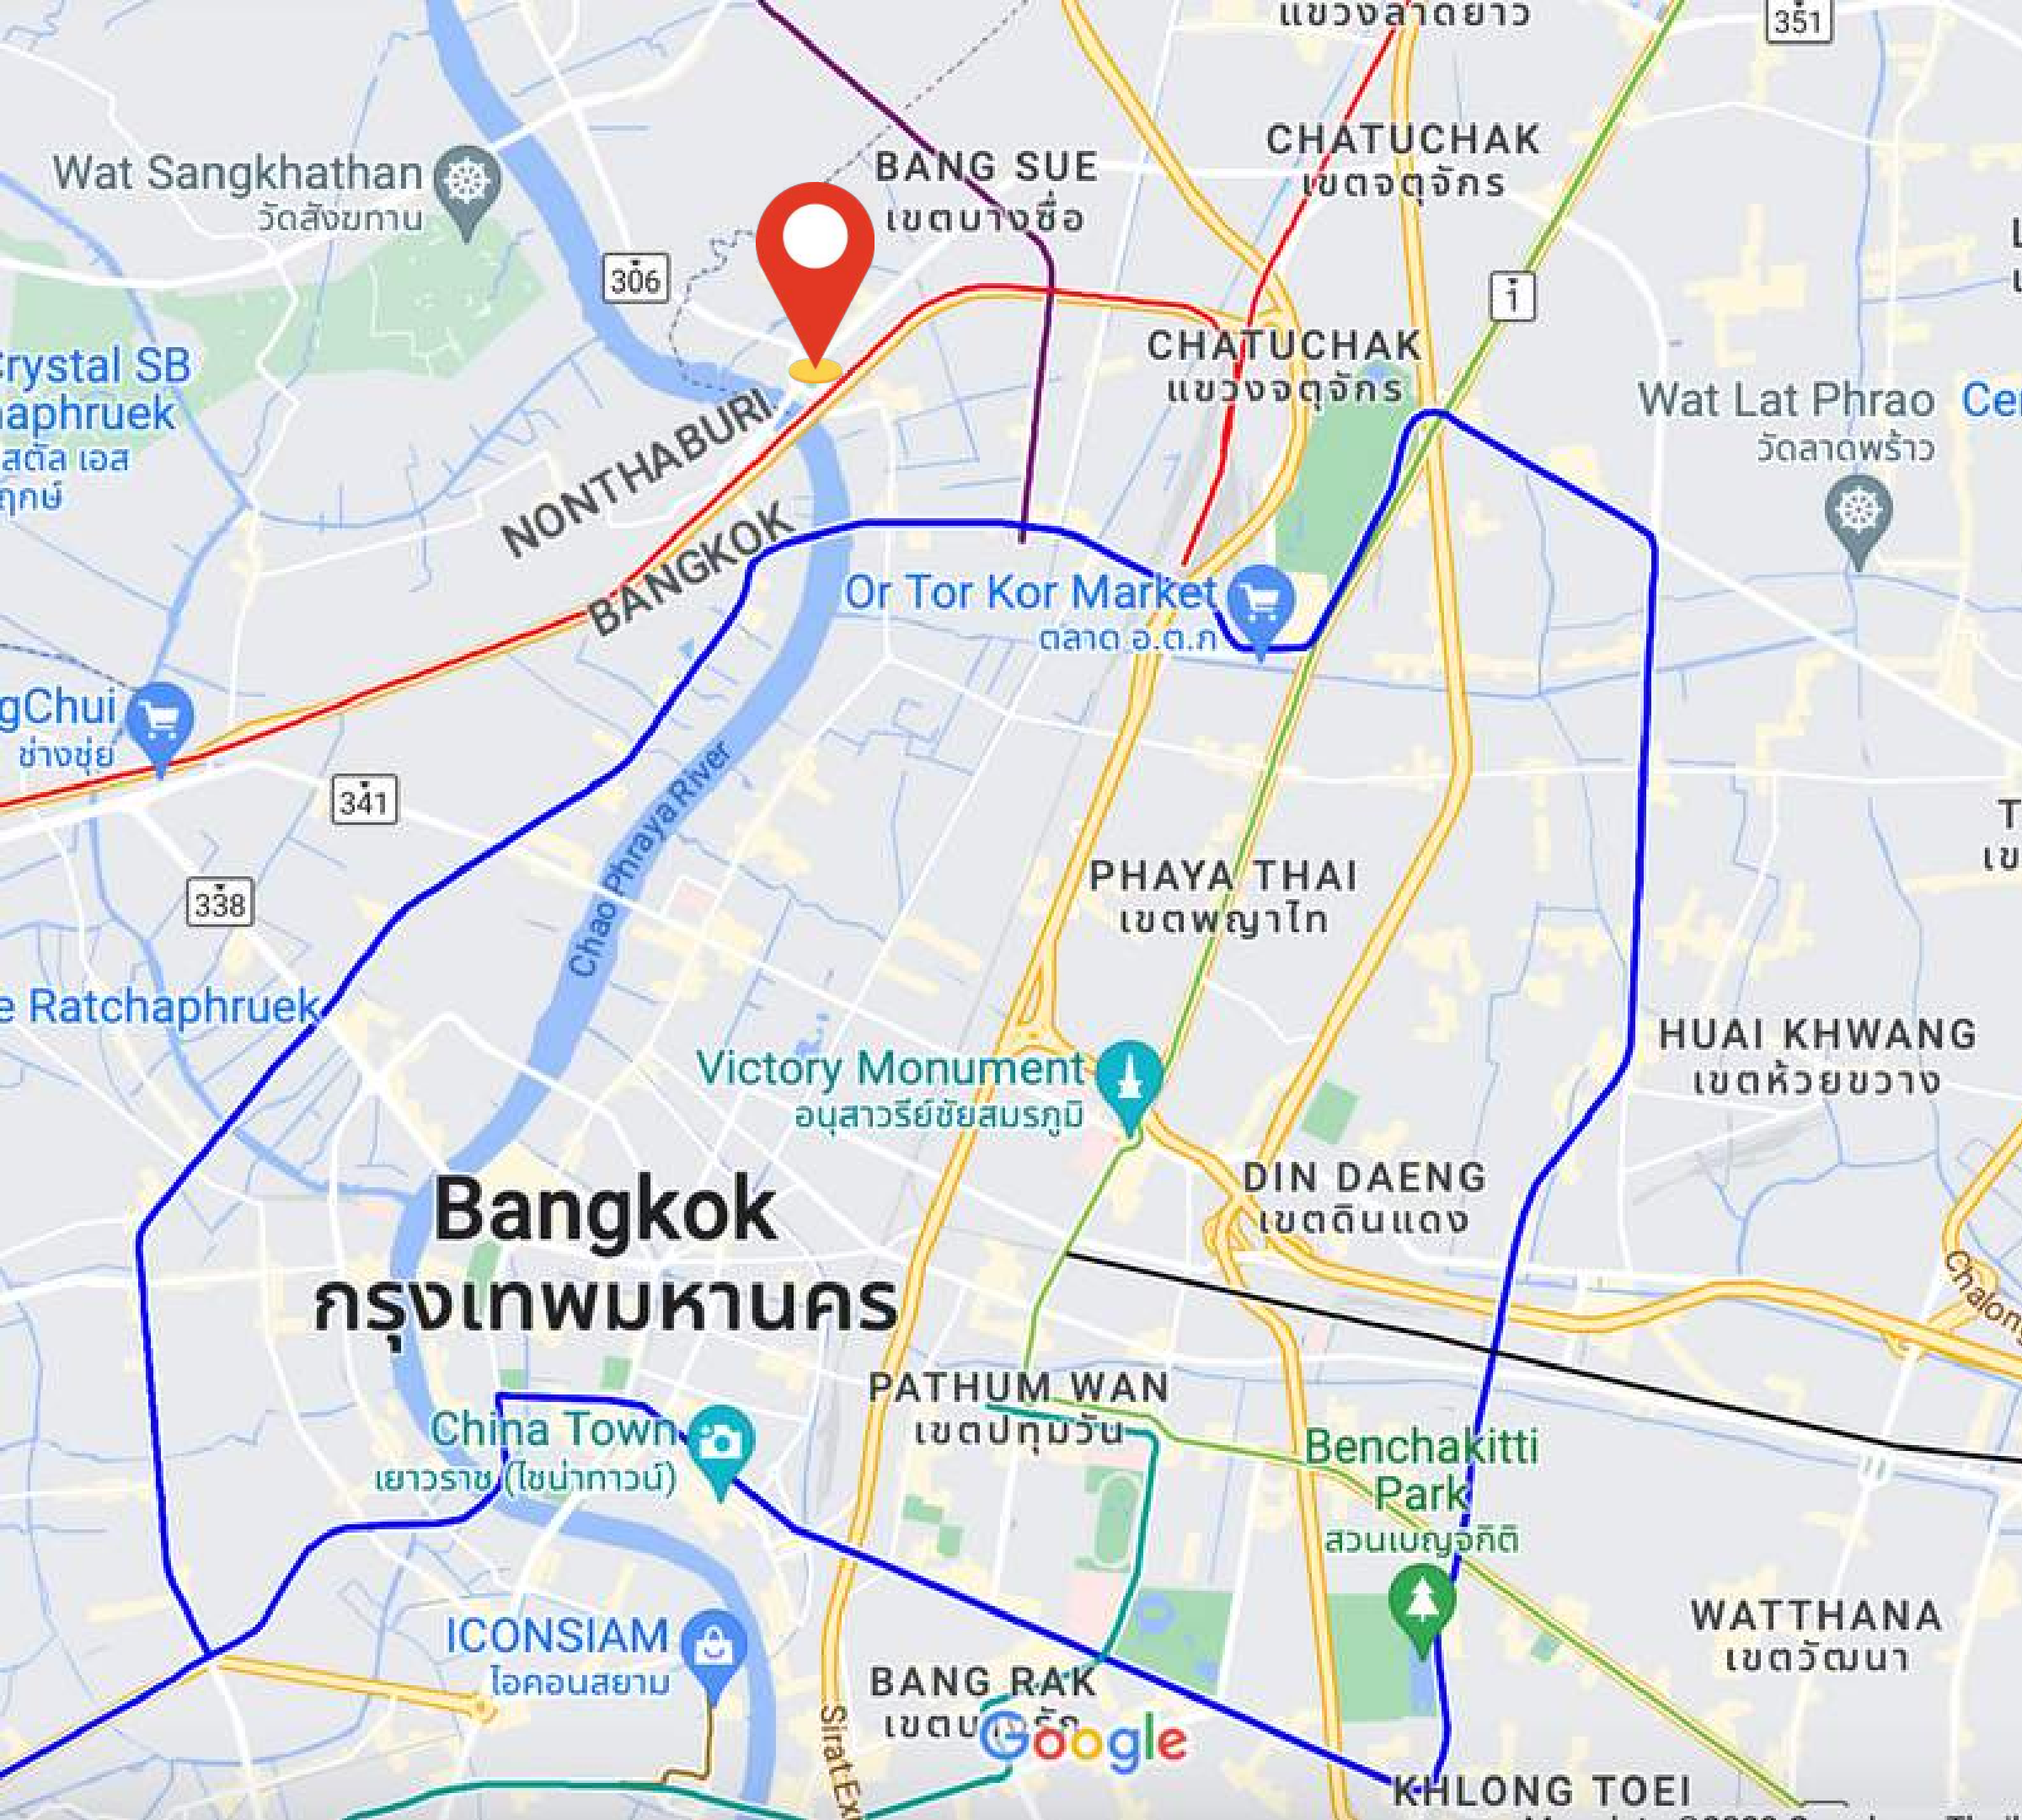 แขวงลาดยาว
351
CHATUCHAK
เขตจตุจักร
BANG SUE
เขตบางซื่อ
Wat Sangkhathan
วัดสังฆทาน
306
1
CHATUCHAK
แขวงจตุจักร
Crystal SB
สตัล เอส
Wat Lat Phrao
วัดลาดพร้าว
NONTHABURI
BANGKOK
Or Tor Kor Market
ตลาด อ.ต.ก
ช่างชุ่ย
341
Chao Phraya River
338
PHAYA THAI
เขตพญาไท
e Ratchaphruek
HUAI KHWANG
เขตห้วยขวาง
Victory Monument
อนุสาวรีย์ชัยสมรภูมิ
DIN DAENG
เขตดินแดง
Bangkok
กรุงเทพมหานคร
Chalong
PATHUM WAN
เขตปทุมวัน
China Town
เยาวราช (ไชน่าทาวน์)
Benchakitti
Park
สวนเบญจกิติ
ICONSIAM
ไอคอนสยาม
WATTHANA
เขตวัฒนา
BANG RAK
Google
Sirat Ex
KHLONG TOEI